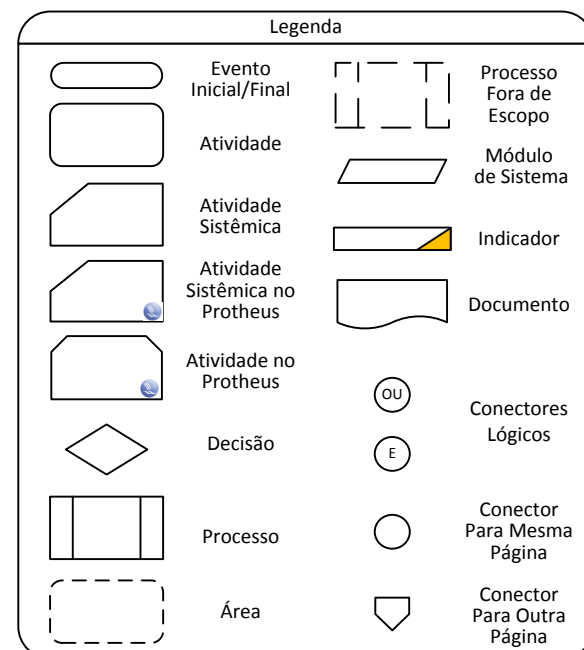 Legenda
Evento
Inicial/Final
Atividade
Atividade
Sistêmica
Atividade
Sistêmica no
Protheus
Atividade no
Protheus
Decisão
Processo
Área
Processo
Fora de
Escopo
Módulo
de Sistema
Indicador
Documento
OU
E
Conectores
Lógicos
Conector
Para Mesma
Página
Conector
Para Outra
Página